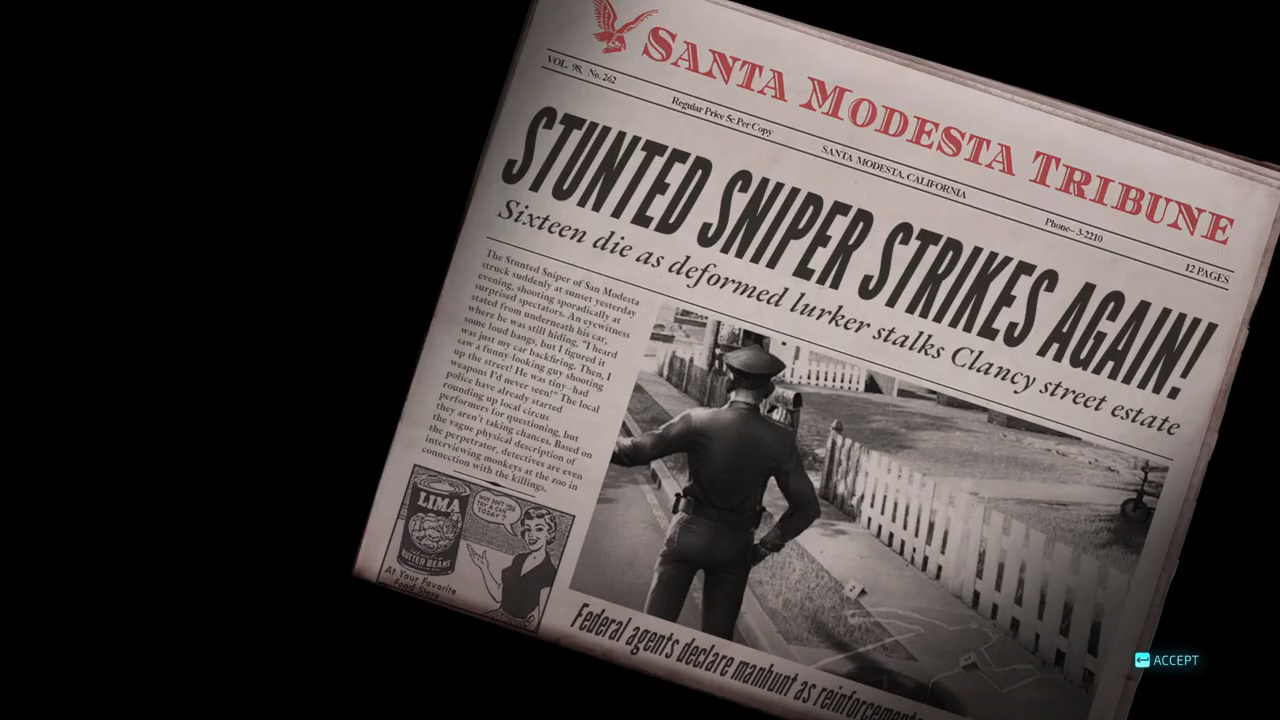 SANTA MODESTA TRIBUNE
VOL. 98, No. 262
Regular Price 5c Per Copy
SANTA MODESTA, CALIFORNIA
Phone– 3-2210
12 PAGES
STUNTED SNIPER STRIKES AGAIN!
Sixteen die as deformed lurker stalks Clancy street estate
The Stunted Sniper of San Modesta
struck suddenly at sunset yesterday
evening, shooting sporadically at
surprised spectators. An eyewitness
stated from underneath his car,
where he was still hiding, "I heard
some loud bangs, but I figured it
was just my car backfiring. Then, I
saw a funny-looking guy shooting
up the street! He was tiny–had
weapons I'd never seen!" The local
police have already started
rounding up local circus
performers for questioning, but
they aren't taking chances. Based on
the vague physical description of
the perpetrator, detectives are even
interviewing monkeys at the zoo in
connection with the killings.
LIMA
BUTTER BEANS
WHY DON'T YOU
TRY A CAN
TODAY?
At Your Favorite
Food Store
Federal agents declare manhunt as reinforcements
ACCEPT